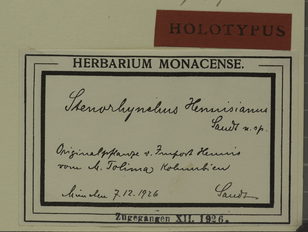 HOLOTYPUS
HERBARIUM MONACENSE.
Stenorhynchus Hennisianus
Sandt n. sp.
Originalpflanze v. Import Hennis
vom M. Tolima, Kolumbien
München 7.12.1926 Sandt
Zugegangen XII. 1926.